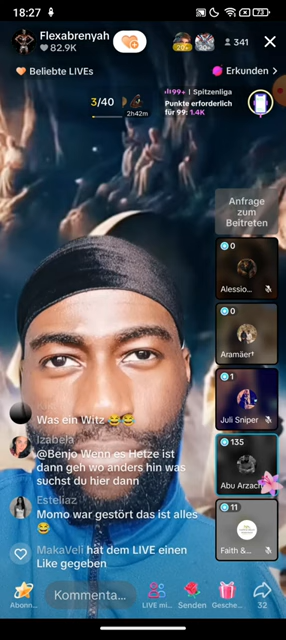 18:27
73
Flexabrenyah
82.9K
341
Beliebte LIVEs
Erkunden >
3/40
2h42m
99+ | Spitzenliga
Punkte erforderlich
für 99: 1.4K
Anfrage
zum
Beitreten
0
Alessio...
0
Aramäer†
1
Juli Sniper
135
Abu Arzach
11
Faith &...
Was ein Witz 😂😂
Izabela
@Benjo Wenn es Hetze ist
dann geh wo anders hin was
suchst du hier dann
Esteliaz
Momo war gestört das ist alles
😂
MakaVeli hat dem LIVE einen
Like gegeben
Abonn...
Kommenta...
LIVE mi...
Senden
Gesche...
32